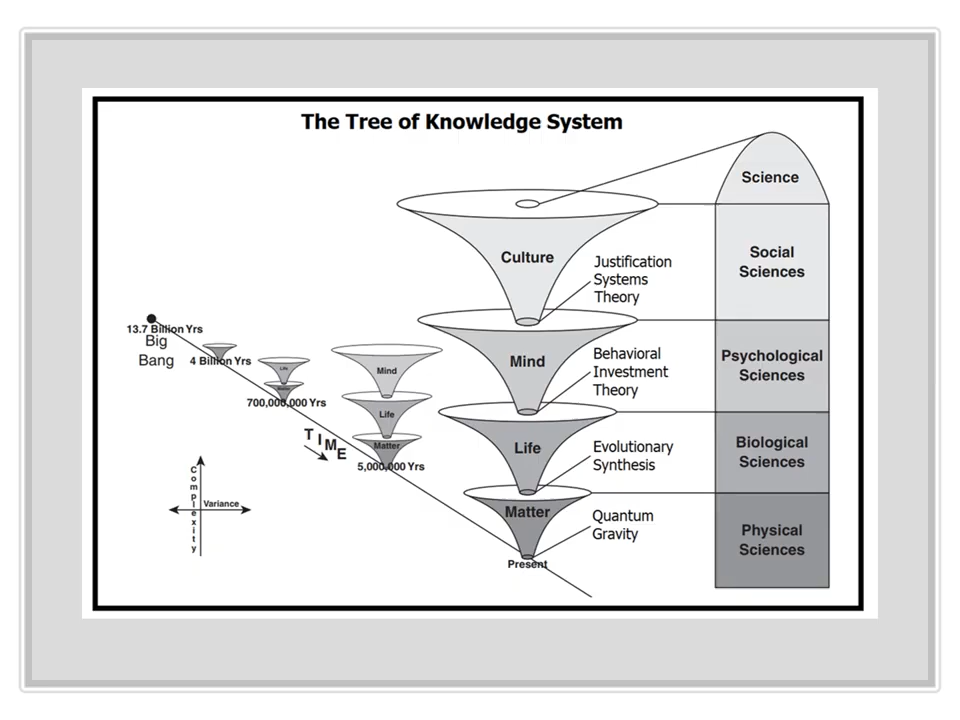 The Tree of Knowledge System
Science
Culture
Social
Sciences
Justification
Systems
Theory
13.7 Billion Yrs
Big
Bang
4 Billion Yrs
Life
Matter
700,000,000 Yrs
Mind
Life
Matter
5,000,000 Yrs
TIME
Mind
Behavioral
Investment
Theory
Psychological
Sciences
Life
Evolutionary
Synthesis
Biological
Sciences
Matter
Quantum
Gravity
Physical
Sciences
Present
Complexity
Variance